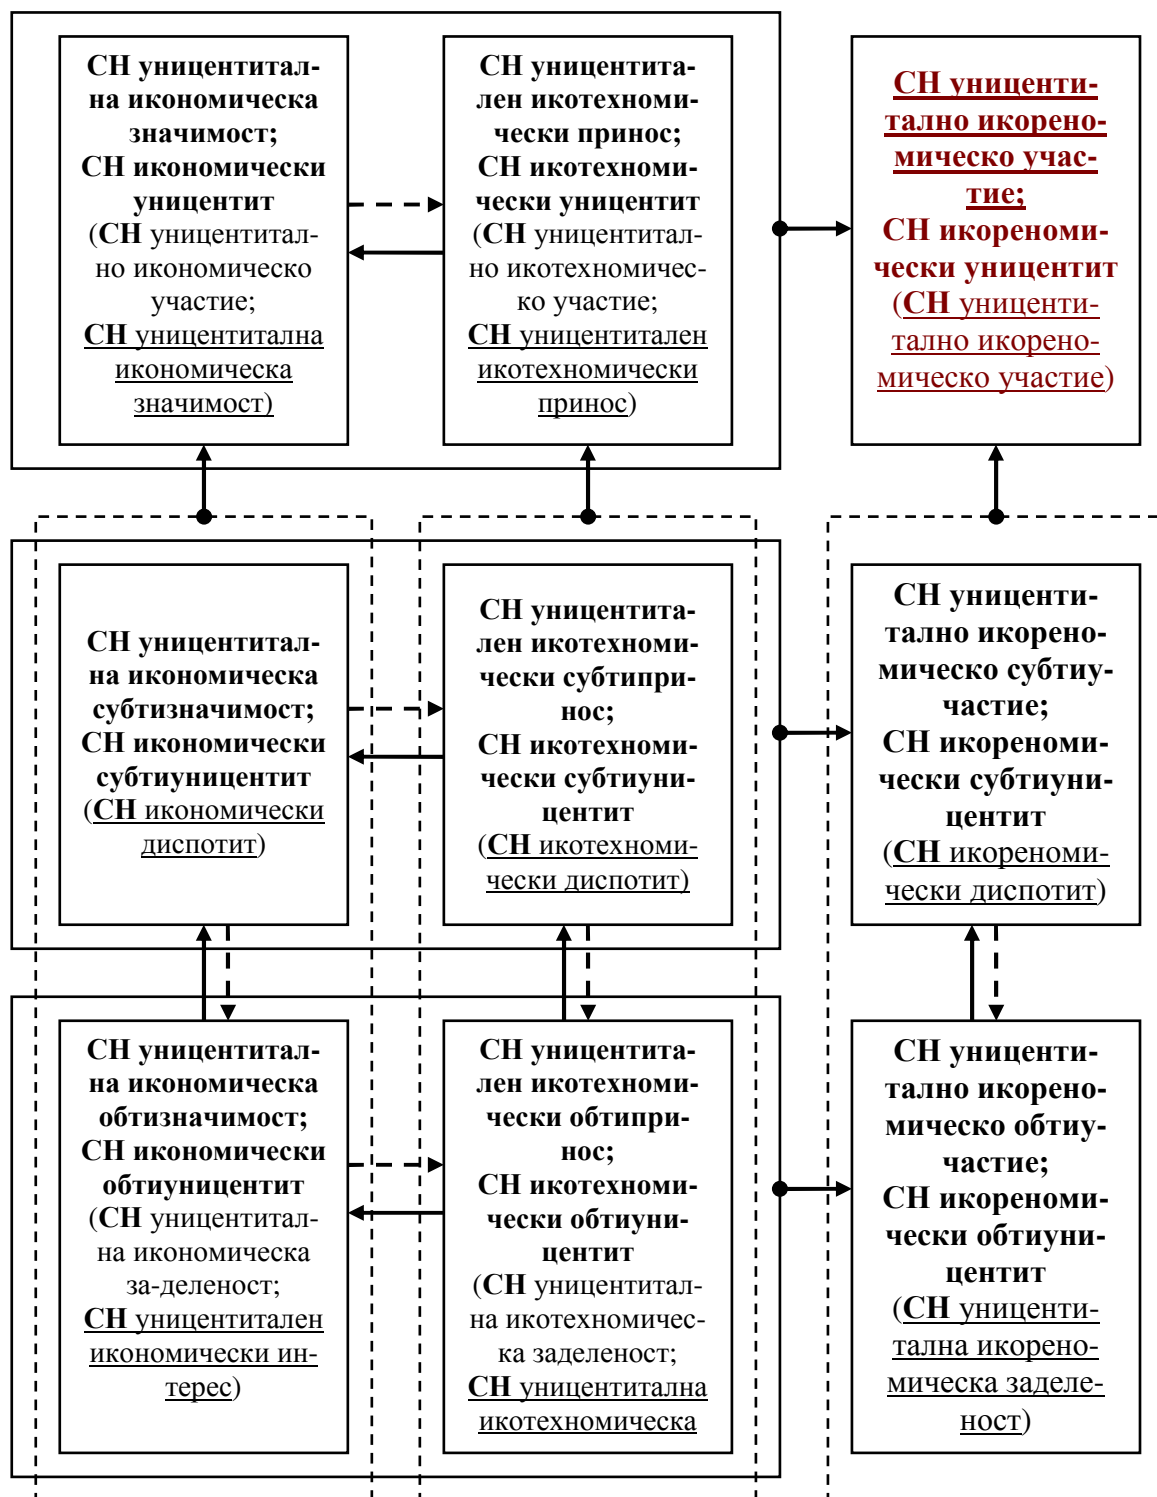 СН уницентитал-
на икономическа
значимост;
СН икономически
уницентит
(СН уницентитал-
но икономическо
участие;
СН уницентитална
икономическа
значимост)
СН уницентита-
лен икотехноми-
чески принос;
СН икотехноми-
чески уницентит
(СН уницентитал-
но икотехномичес-
ко участие;
СН уницентитален
икотехномически
принос)
СН униценти-
тално икорено-
мическо учас-
тие;
СН икореноми-
чески уницентит
(СН униценти-
тално икорено-
мическо участие)
СН уницентитал-
на икономическа
субтизначимост;
СН икономически
субтиуницентит
(СН икономически
диспотит)
СН уницентита-
лен икотехноми-
чески субтипри-
нос;
СН икотехноми-
чески субтиуни-
центит
(СН икотехноми-
чески диспотит)
СН униценти-
тално икорено-
мическо субтиу-
частие;
СН икореноми-
чески субтиуни-
центит
(СН икореноми-
чески диспотит)
СН уницентитал-
на икономическа
обтизначимост;
СН икономически
обтиуницентит
(СН уницентитал-
на икономическа
за-деленост;
СН уницентитален
икономически ин-
терес)
СН уницентита-
лен икотехноми-
чески обтипри-
нос;
СН икотехноми-
чески обтиуни-
центит
(СН уницентитал-
на икотехномичес-
ка заделеност;
СН уницентитална
икотехномическа
СН униценти-
тално икорено-
мическо обтиу-
частие;
СН икореноми-
чески обтиуни-
центит
(СН униценти-
тална икорено-
мическа заделе-
ност)